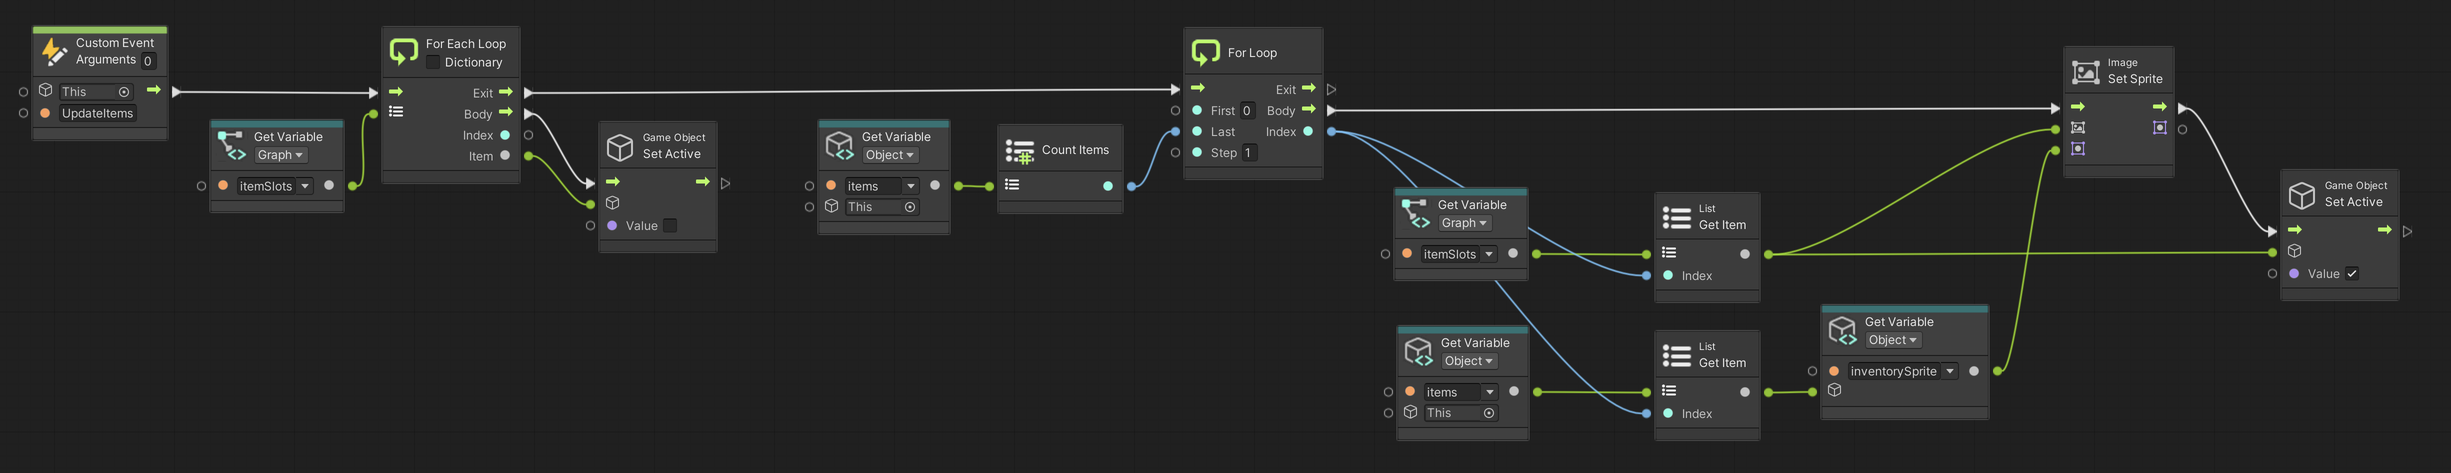 Custom Event
Arguments 0
This
UpdateItems
Get Variable
Graph
itemSlots
For Each Loop
Dictionary
Exit
Body
Index
Item
Game Object
Set Active
Value
Get Variable
Object
items
This
Count Items
For Loop
Exit
First 0 Body
Last Index
Step 1
Get Variable
Graph
itemSlots
Get Variable
Object
items
This
List
Get Item
Index
List
Get Item
Index
Get Variable
Object
inventorySprite
Image
Set Sprite
Game Object
Set Active
Value